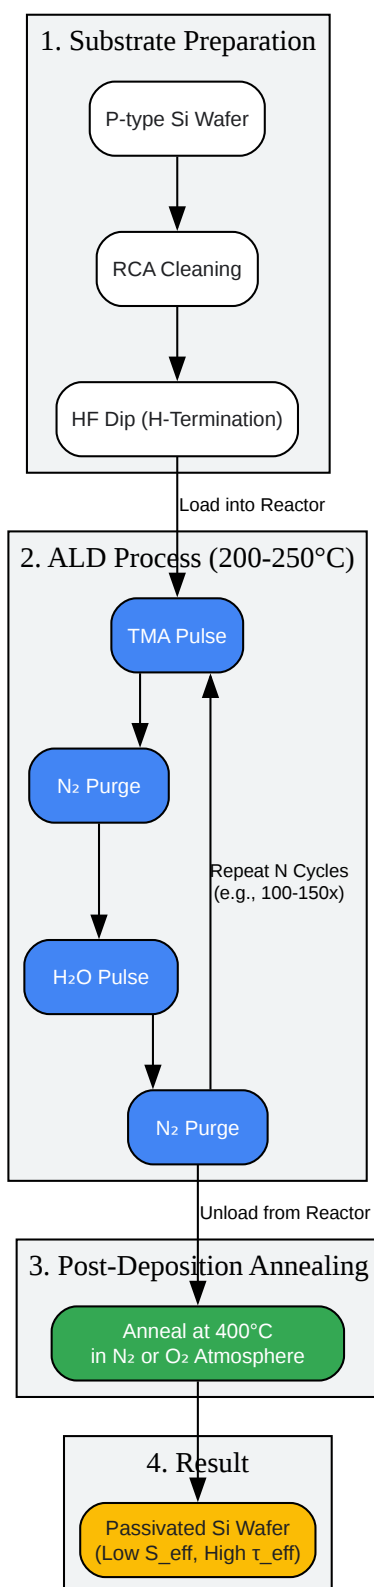 1. Substrate Preparation
P-type Si Wafer
RCA Cleaning
HF Dip (H-Termination)
Load into Reactor
2. ALD Process (200-250°C)
TMA Pulse
N₂ Purge
Repeat N Cycles
(e.g., 100-150x)
H₂O Pulse
N₂ Purge
Unload from Reactor
3. Post-Deposition Annealing
Anneal at 400°C
in N₂ or O₂ Atmosphere
4. Result
Passivated Si Wafer
(Low S_eff, High τ_eff)